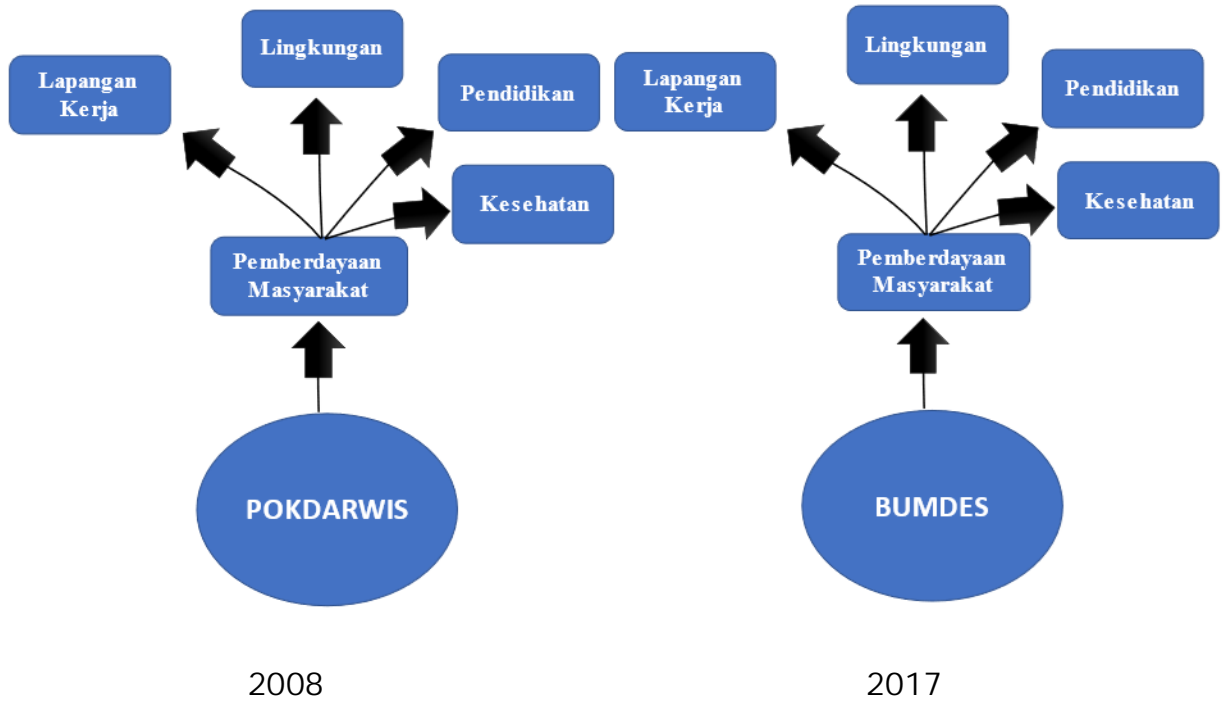 Lapangan
Kerja
Lingkungan
Pendidikan
Kesehatan
Pemberdayaan
Masyarakat
POKDARWIS
2008
Lapangan
Kerja
Lingkungan
Pendidikan
Kesehatan
Pemberdayaan
Masyarakat
BUMDES
2017